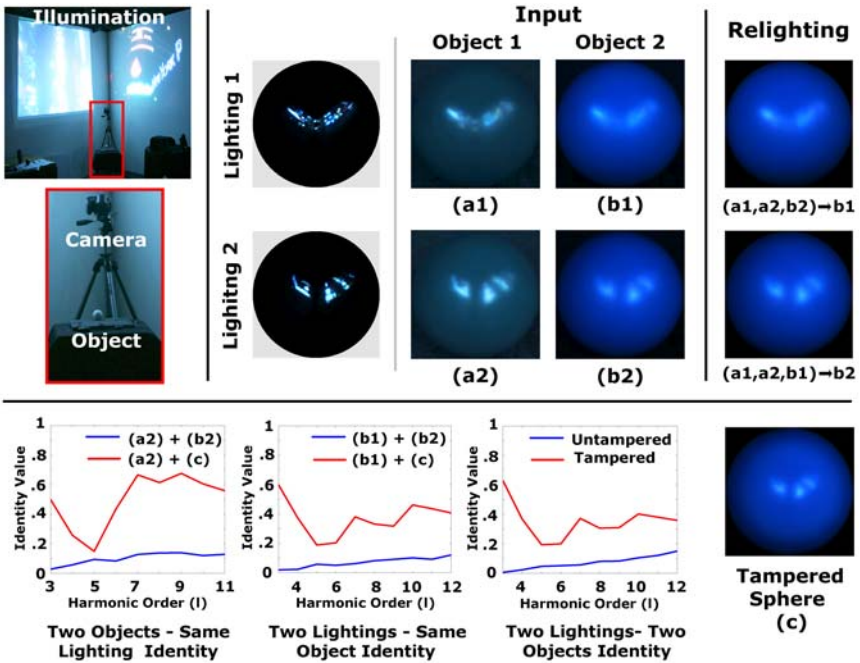 Illumination
Camera
Object
Input
Object 1
Object 2
Relighting
Lighting 1
(a1)
(b1)
(a1,a2,b2)→b1
Lighitng 2
(a2)
(b2)
(a1,a2,b1)→b2
Identity Value
1
.8
.6
.4
.2
0
(a2) + (b2)
(a2) + (c)
3 5 7 9 11
Harmonic Order (l)
Two Objects - Same
Lighting Identity
Identity Value
1
.8
.6
.4
.2
0
(b1) + (b2)
(b1) + (c)
4 6 8 10 12
Harmonic Order (l)
Two Lightings - Same
Object Identity
Identity Value
1
.8
.6
.4
.2
0
Untampered
Tampered
4 6 8 10 12
Harmonic Order (l)
Two Lightings- Two
Objects Identity
Tampered
Sphere
(c)